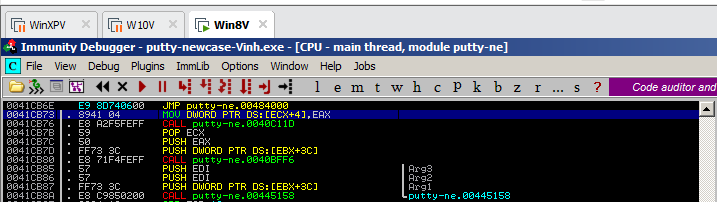 WinXPV × W10V × Win8V ×
Immunity Debugger - putty-newcase-Vinh.exe - [CPU - main thread, module putty-ne]
C File View Debug Plugins ImmLib Options Window Help Jobs
l e m t w h c p k b z r ... s ? Code auditor and
0041CB6E E9 8D740600 JMP putty-ne.00484000
0041CB73 . 8941 04 MOV DWORD PTR DS:[ECX+4],EAX
0041CB76 . E8 A2F5FEFF CALL putty-ne.0040C11D
0041CB7B . 59 POP ECX
0041CB7C . 50 PUSH EAX
0041CB7D . FF73 3C PUSH DWORD PTR DS:[EBX+3C]
0041CB80 . E8 71F4FEFF CALL putty-ne.0040BFF6
0041CB85 . 57 PUSH EDI Arg3
0041CB86 . 57 PUSH EDI Arg2
0041CB87 . FF73 3C PUSH DWORD PTR DS:[EBX+3C] Arg1
0041CB8A . E8 C9850200 CALL putty-ne.00445158 putty-ne.00445158